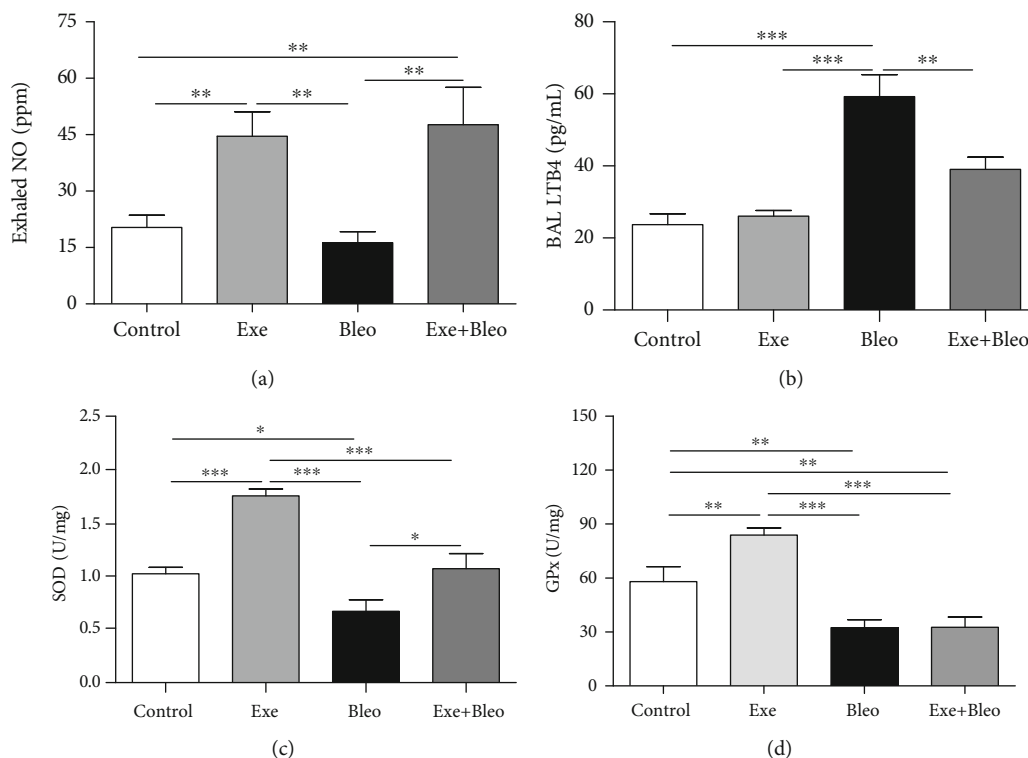 Exhaled NO (ppm)
60
75
45
30
15
0
**
**
**
**
Control
Exe
Bleo
Exe+Bleo
(a)
BAL LTB4 (pg/mL)
80
60
40
20
0
***
***
**
Control
Exe
Bleo
Exe+Bleo
(b)
SOD (U/mg)
2.5
2.0
1.5
1.0
0.5
0.0
*
***
***
***
*
Control
Exe
Bleo
Exe+Bleo
(c)
GPx (U/mg)
150
120
90
60
30
0
**
**
***
**
***
Control
Exe
Bleo
Exe+Bleo
(d)